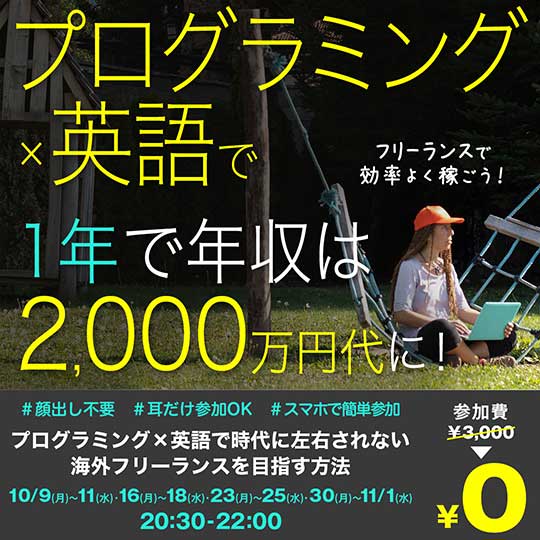 プログラミング
×英語で
フリーランスで
効率よく稼ごう!
1年で年収は
2,000万円代に!
#顔出し不要 #耳だけ参加OK #スマホで簡単参加
プログラミング×英語で時代に左右されない
海外フリーランスを目指す方法
10/9(月)~11(水)・16(月)~18(水)・23(月)~25(水)・30(月)~11/1(水)
20:30-22:00
参加費
¥3,000
¥0